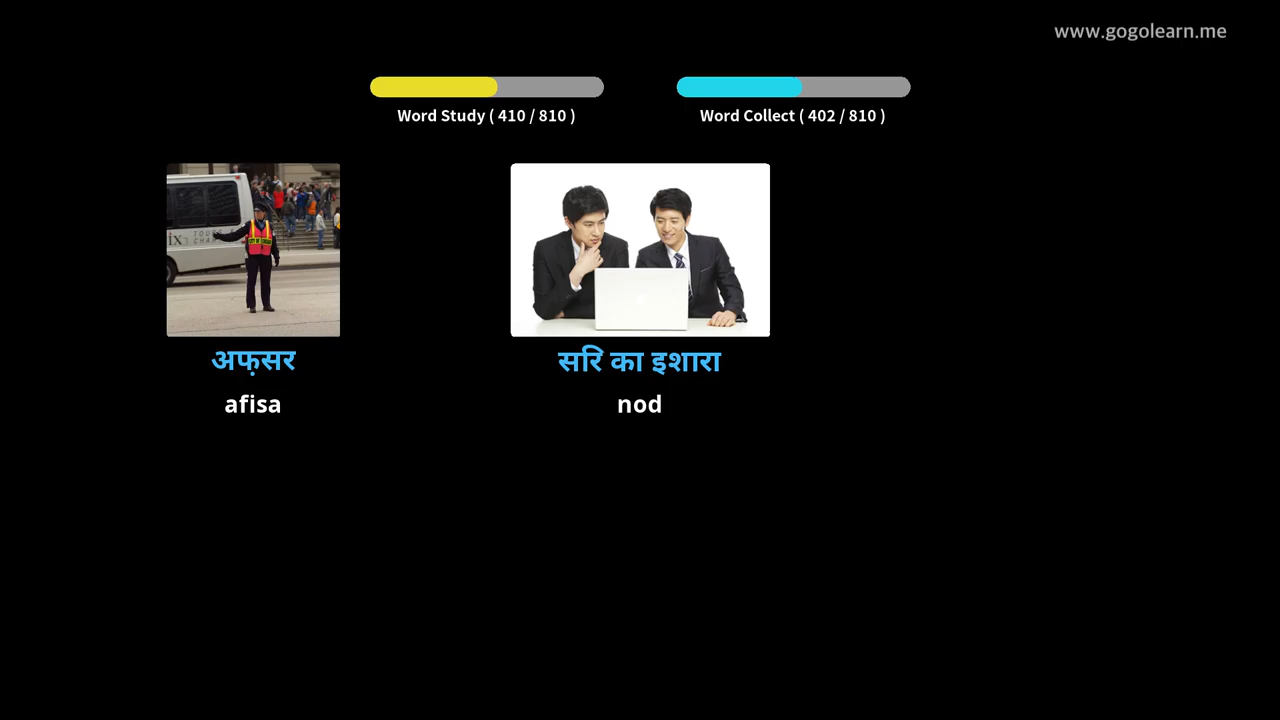 www.gogolearn.me
Word Study ( 410 / 810 )
Word Collect ( 402 / 810 )
अफ़सर
afisa
सरि का इशारा
nod